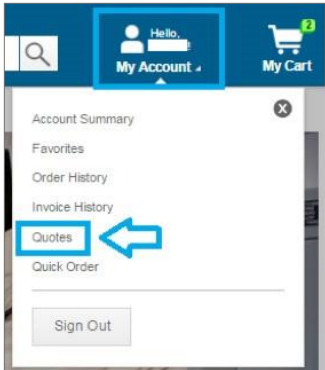 Hello,
My Account
2
My Cart
Account Summary
Favorites
Order History
Invoice History
Quotes
Quick Order
Sign Out